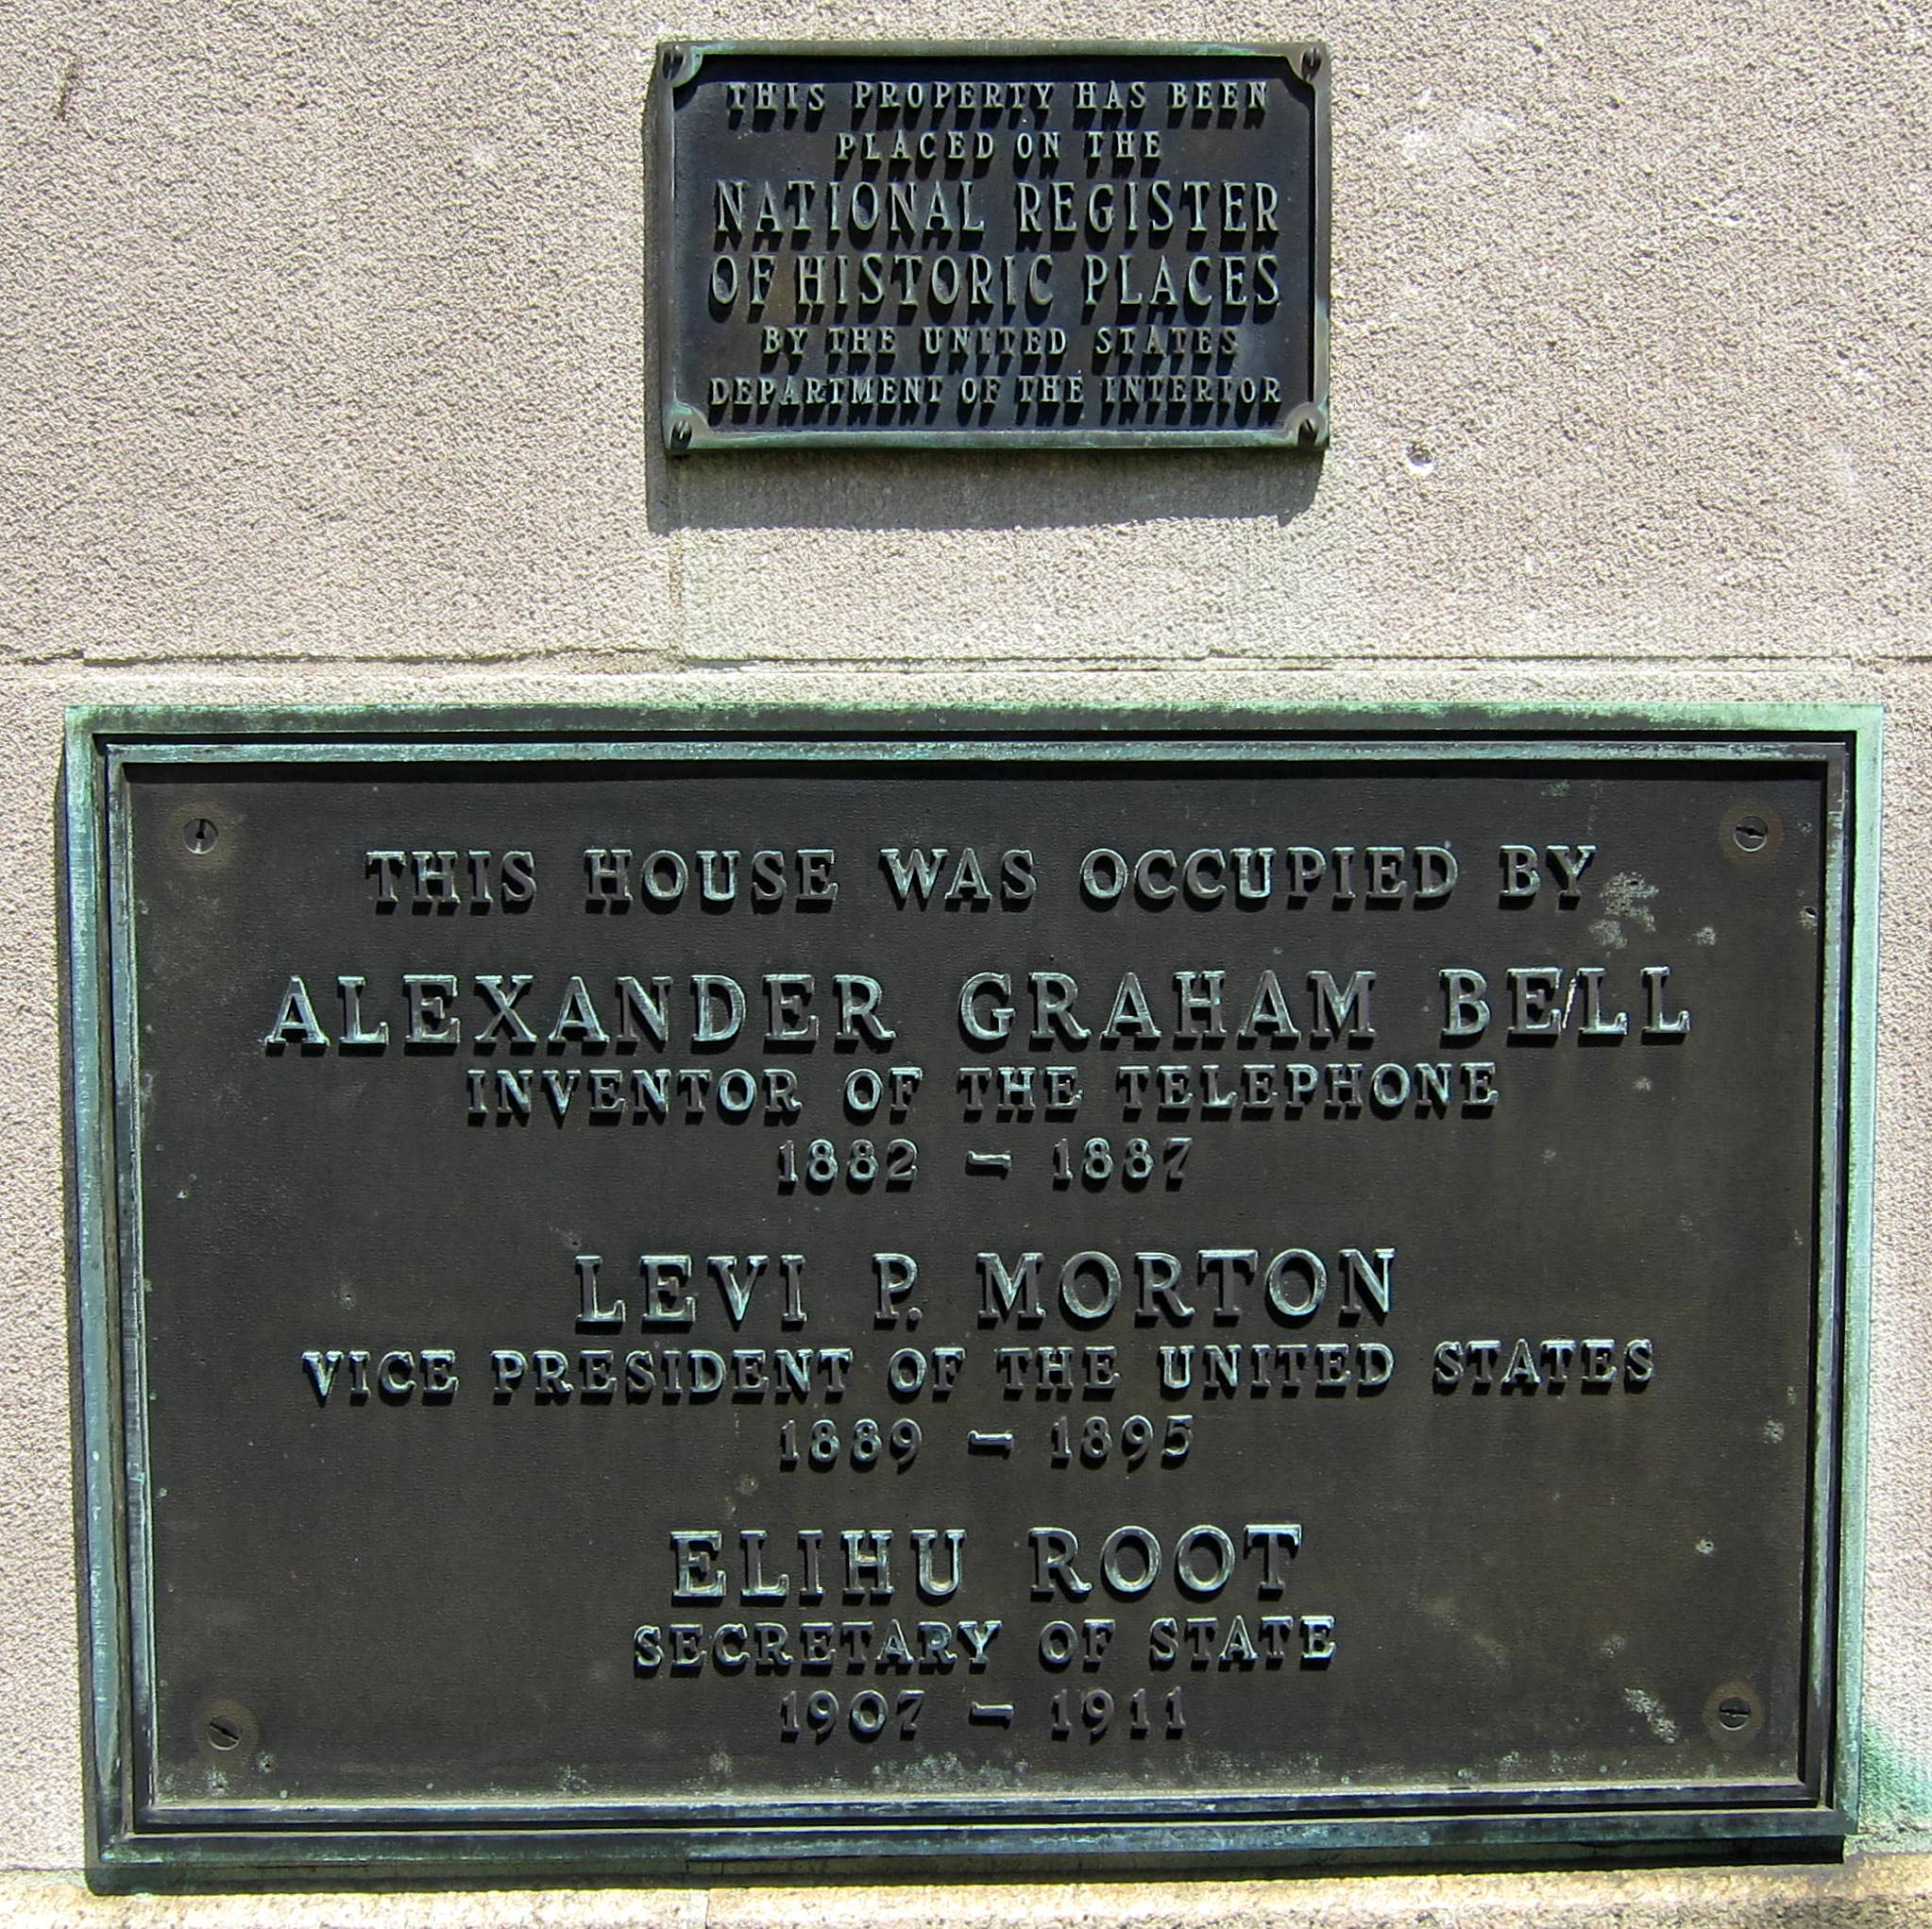 THIS PROPERTY HAS BEEN
PLACED ON THE
NATIONAL REGISTER
OF HISTORIC PLACES
BY THE UNITED STATES
DEPARTMENT OF THE INTERIOR
THIS HOUSE WAS OCCUPIED BY
ALEXANDER GRAHAM BELL
INVENTOR OF THE TELEPHONE
1882 — 1887
LEVI P. MORTON
VICE PRESIDENT OF THE UNITED STATES
1889 — 1895
ELIHU ROOT
SECRETARY OF STATE
1907 — 1911